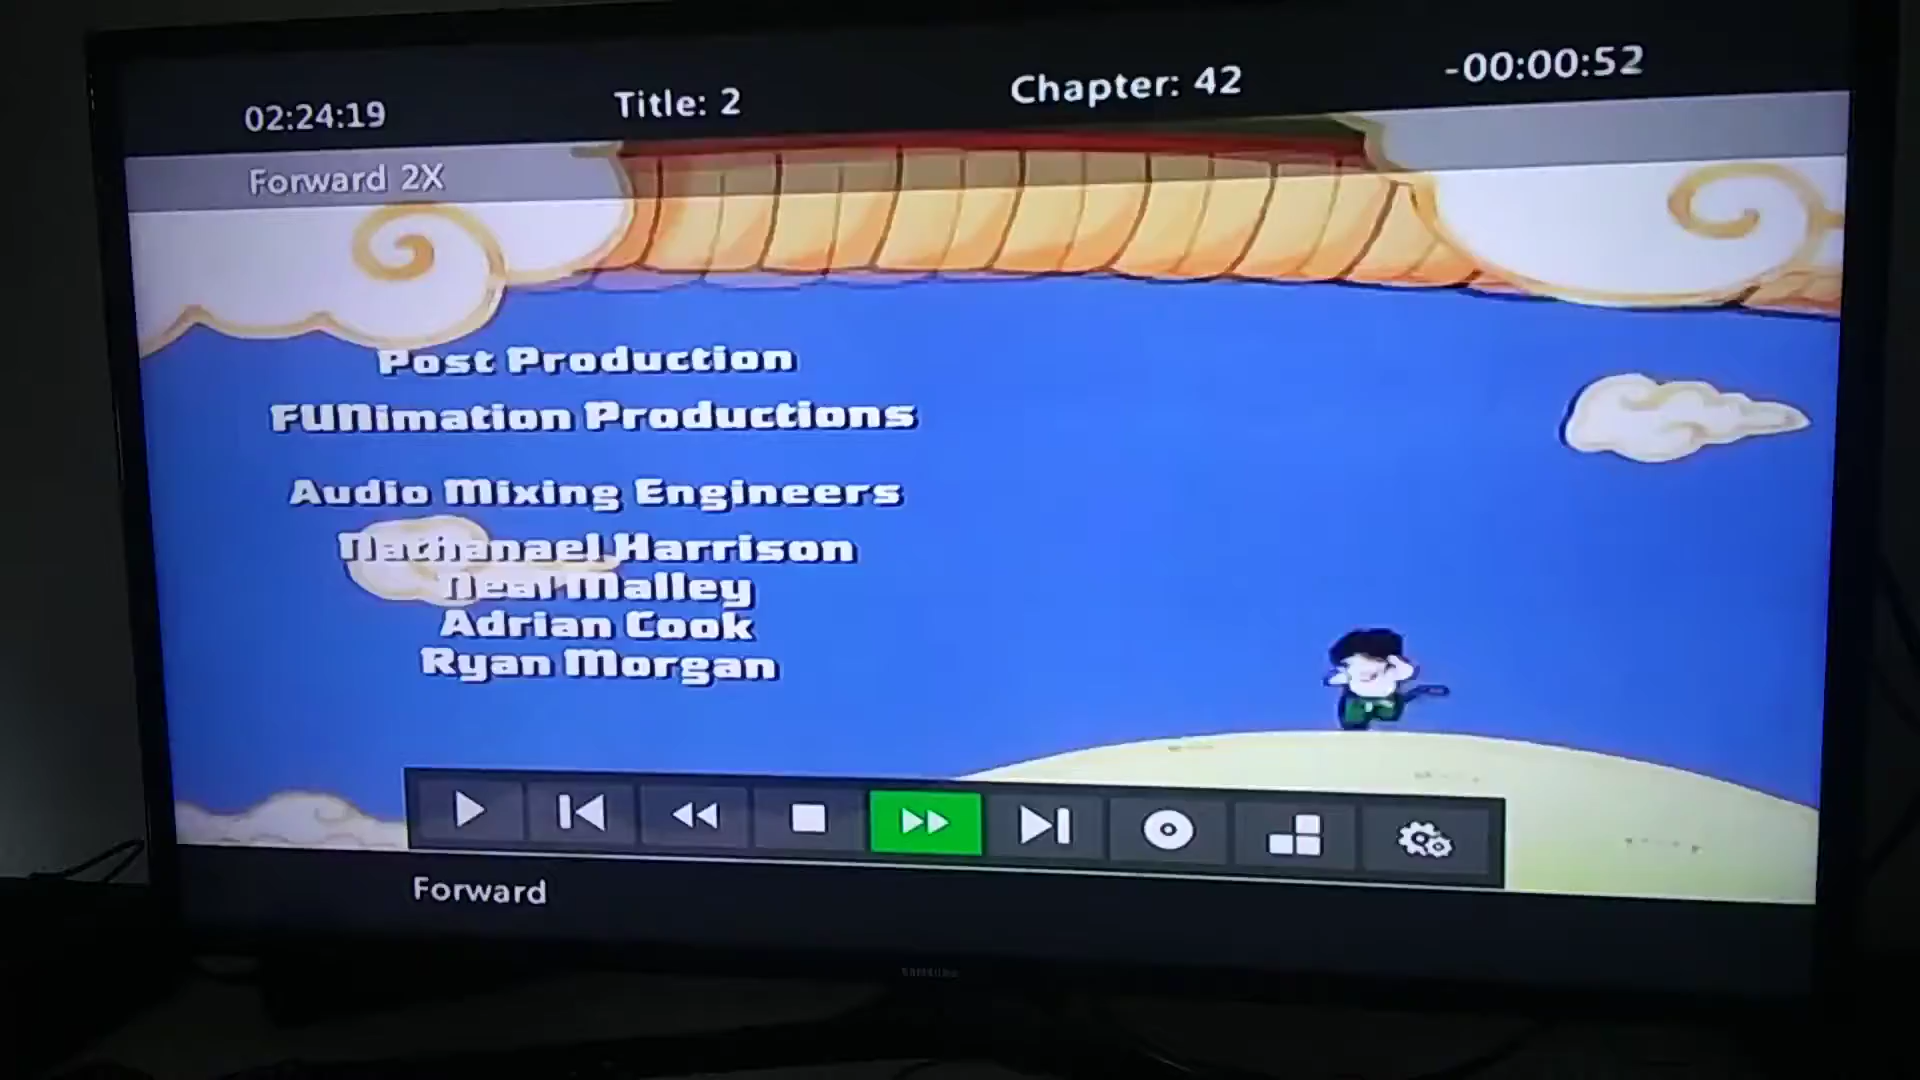 02:24:19
Title: 2
Chapter: 42
-00:00:52
Forward 2X
Post Production
FUNimation Productions
Audio Mixing Engineers
Nathanael Harrison
Neal Malley
Adrian Cook
Ryan Morgan
Forward
SAMSUNG